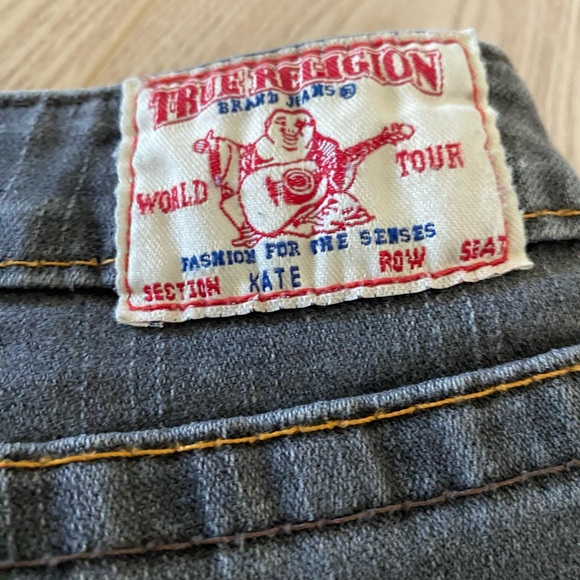 TRUE RELIGION
BRAND JEANS®
WORLD TOUR
FASHION FOR THE SENSES
SECTION KATE ROW SEAT